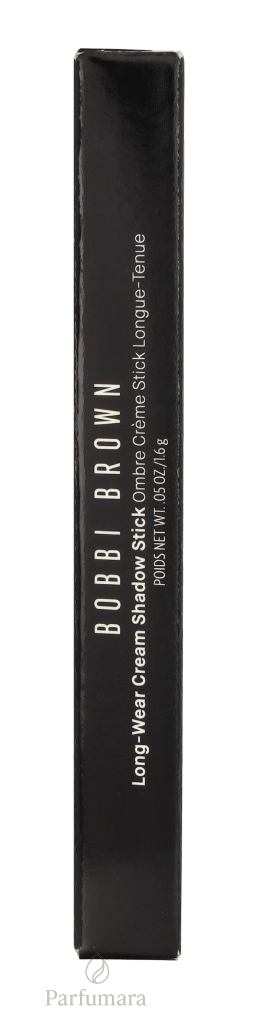 BOBBI BROWN
Long-Wear Cream Shadow Stick Ombre Crème Stick Longue-Tenue
POIDS NET WT. .05 OZ./1.6 g
Parfumara